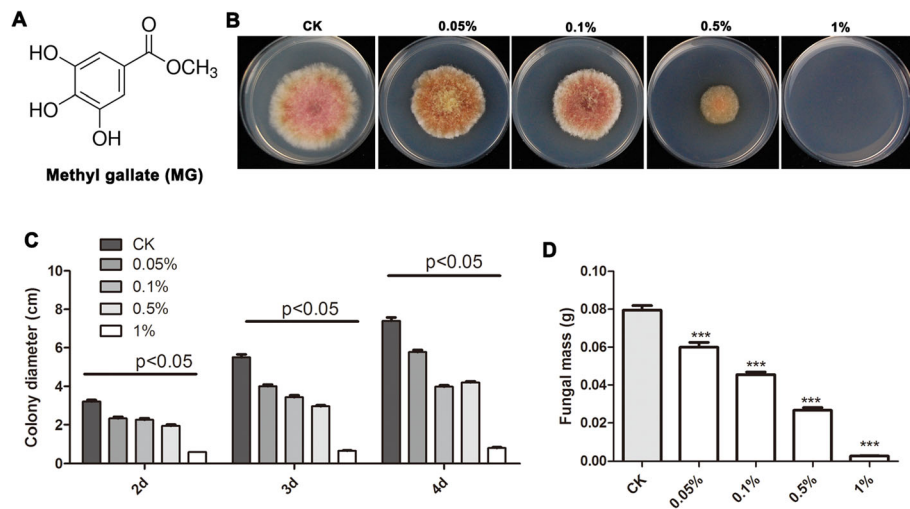 A
HO
HO
OH
O
OCH3
Methyl gallate (MG)
B
CK
0.05%
0.1%
0.5%
1%
C
CK
0.05%
0.1%
0.5%
1%
Colony diameter (cm)
10
8
6
4
2
0
p<0.05
p<0.05
p<0.05
2d
3d
4d
D
Fungal mass (g)
0.10
0.08
0.06
0.04
0.02
0.00
***
***
***
***
CK
0.05%
0.1%
0.5%
1%